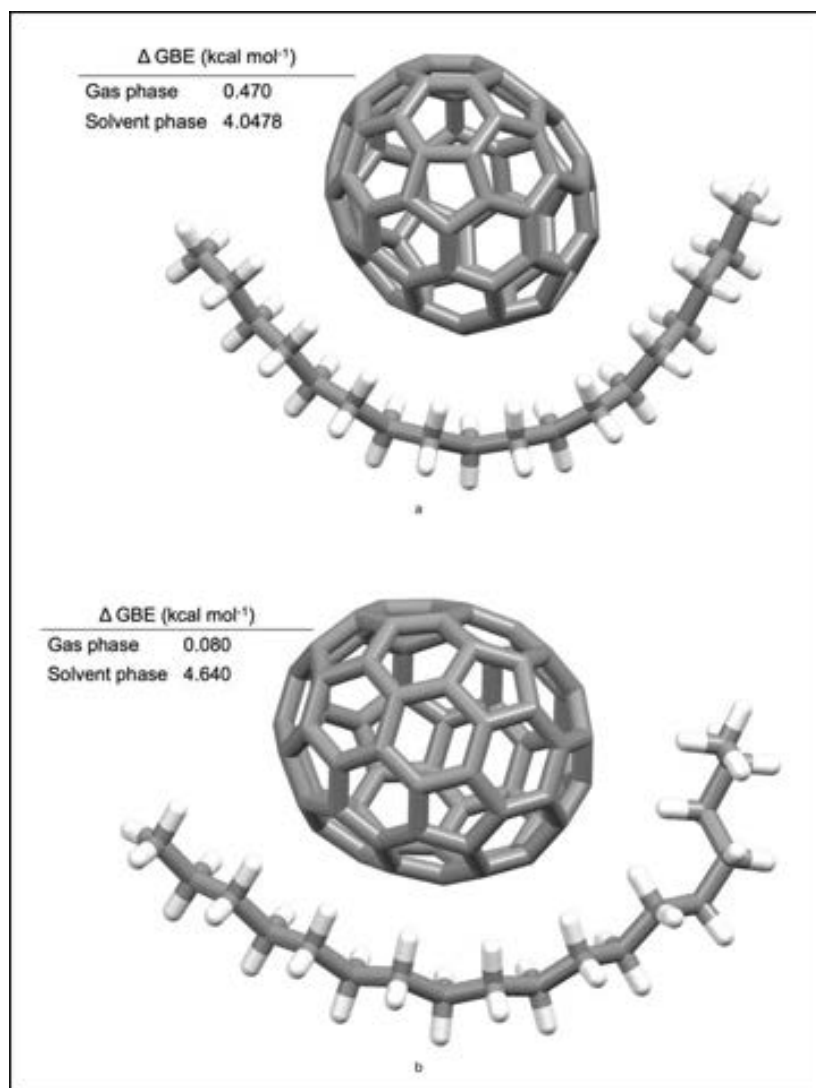 Δ GBE (kcal mol⁻¹)
Gas phase 0.470
Solvent phase 4.0478
a
Δ GBE (kcal mol⁻¹)
Gas phase 0.080
Solvent phase 4.640
b